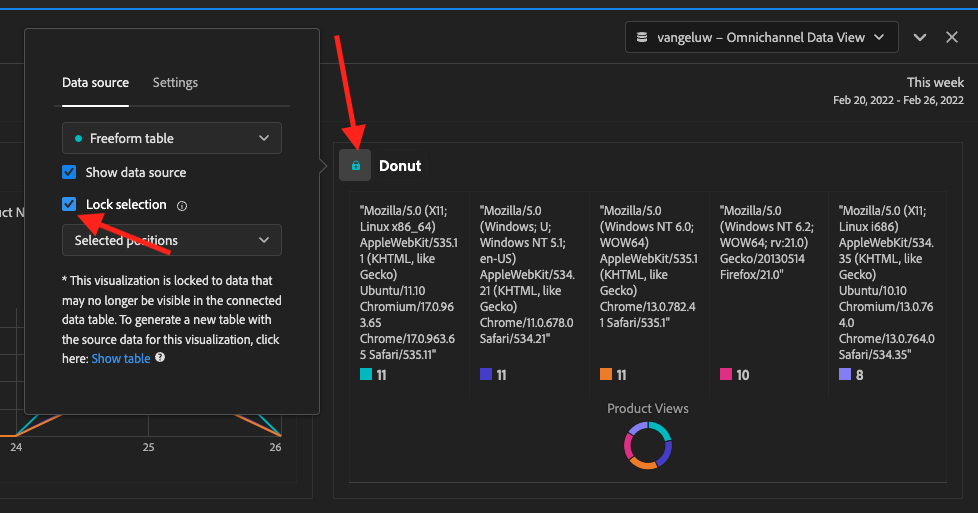 vangeluw – Omnichannel Data View
This week
Feb 20, 2022 - Feb 26, 2022
Data source
Settings
Freeform table
Show data source
Lock selection
Selected positions
* This visualization is locked to data that
may no longer be visible in the connected
data table. To generate a new table with
the source data for this visualization, click
here: Show table
uct N
24
25
26
Donut
"Mozilla/5.0 (X11;
Linux x86_64)
AppleWebKit/535.1
1 (KHTML, like
Gecko)
Ubuntu/11.10
Chromium/17.0.9
63.65
Chrome/17.0.963.
65 Safari/535.11"
11
"Mozilla/5.0
(Windows; U;
Windows NT 5.1;
en-US)
AppleWebKit/534.
21 (KHTML, like
Gecko)
Chrome/11.0.678.0
Safari/534.21"
11
"Mozilla/5.0
(Windows NT 6.0;
WOW64)
AppleWebKit/535.1
(KHTML, like
Gecko)
Chrome/13.0.782.4
1 Safari/535.1"
11
"Mozilla/5.0
(Windows NT 6.2;
WOW64; rv:21.0)
Gecko/20130514
Firefox/21.0"
10
"Mozilla/5.0 (X11;
Linux i686)
AppleWebKit/534.
35 (KHTML, like
Gecko)
Ubuntu/10.10
Chromium/13.0.76
4.0
Chrome/13.0.764.0
Safari/534.35"
8
Product Views